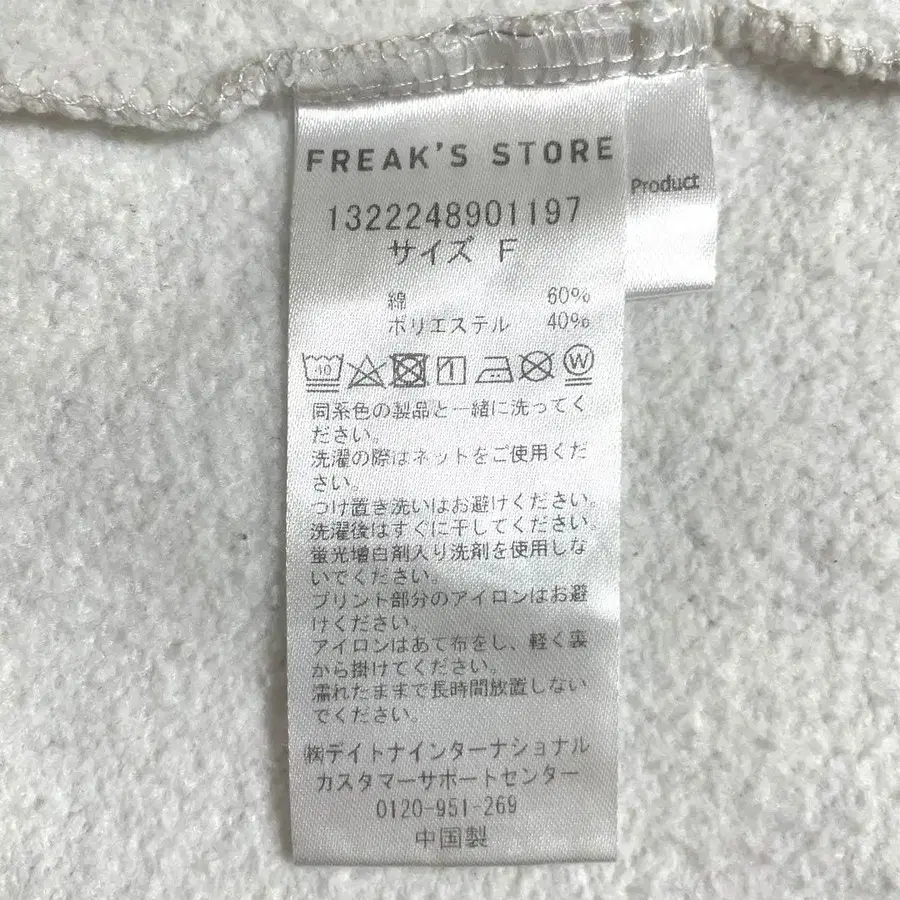 FREAK'S STORE
Product
1322248901197
サイズ F
綿 60%
ポリエステル 40%
40
W
同系色の製品と一緒に洗ってく
ださい。
洗濯の際はネットをご使用くだ
さい。
つけ置き洗いはお避けください。
洗濯後はすぐに干してください。
蛍光増白剤入り洗剤を使用しな
いでください。
プリント部分のアイロンはお避
けください。
アイロンはあて布をし、軽く裏
から掛けてください。
濡れたままで長時間放置しない
でください。
㈱デイトナインターナショナル
カスタマーサポートセンター
0120-951-269
中国製